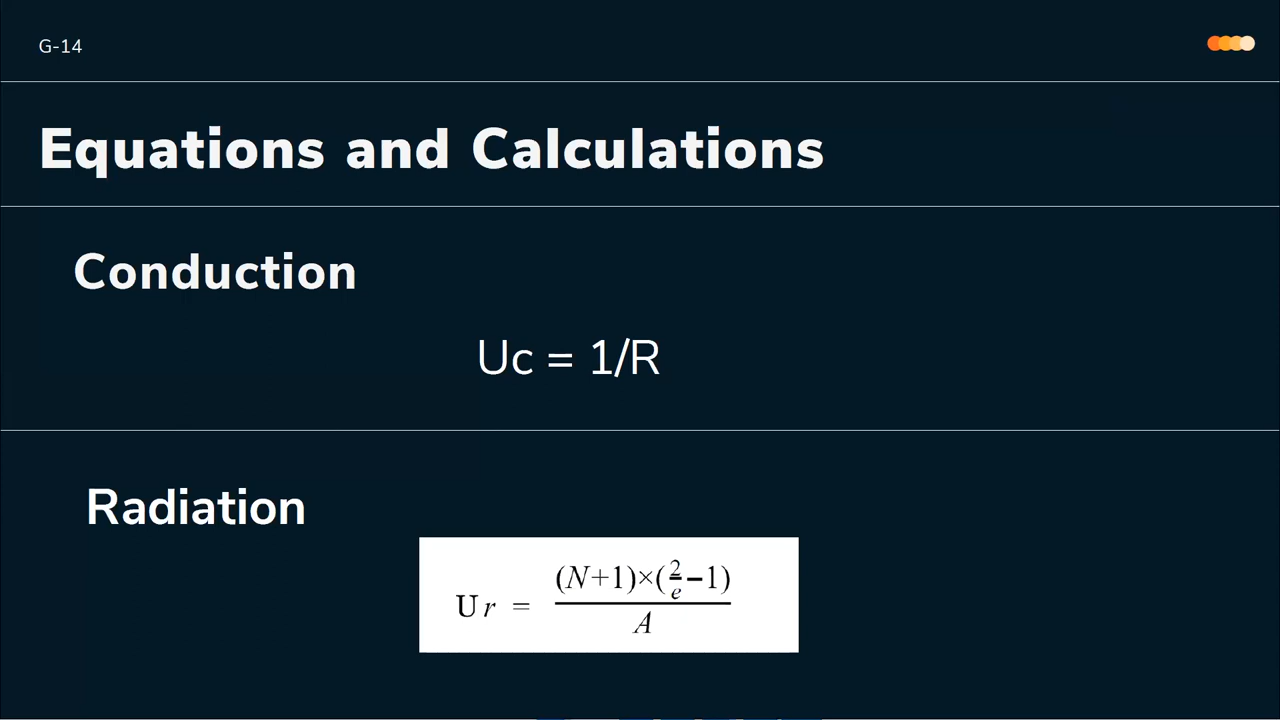 G-14
Equations and Calculations
Conduction
Uc = 1/R
Radiation
Ur = (N+1)×(2/e−1)/A